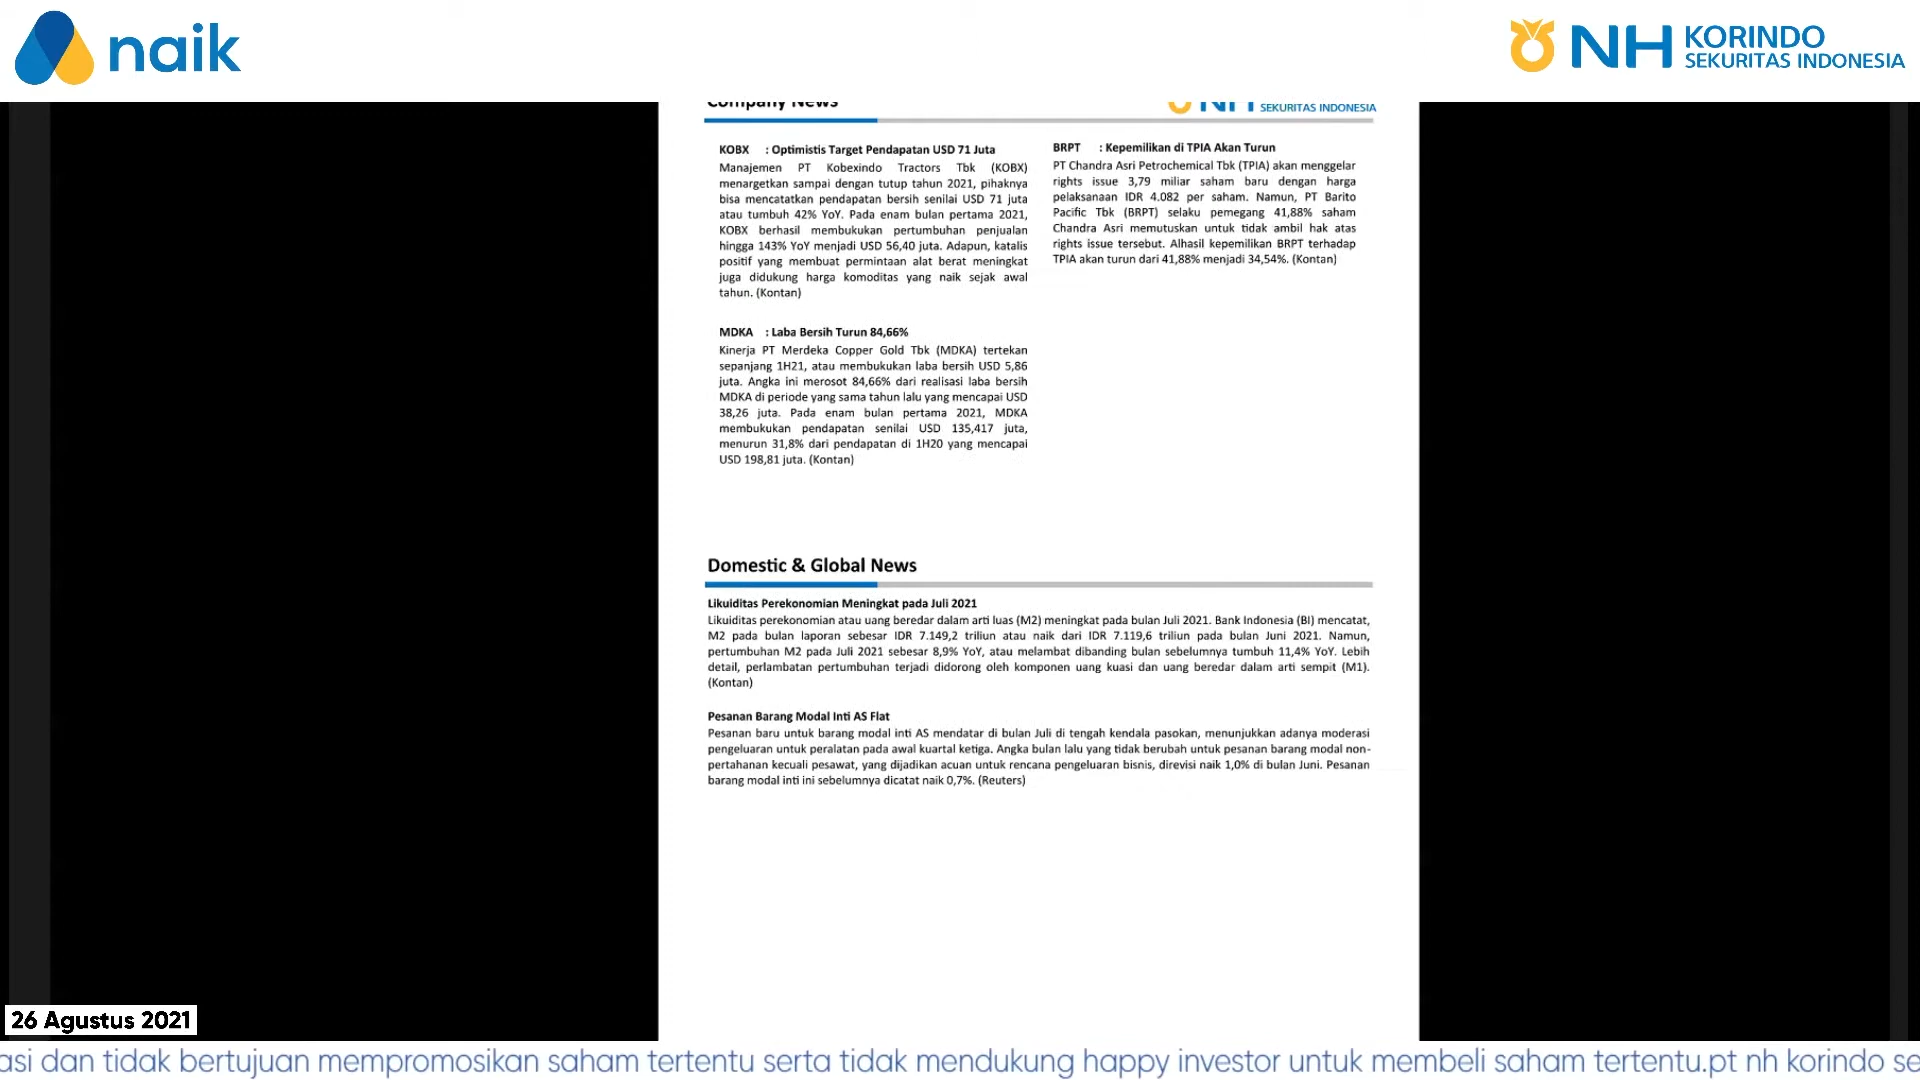 naik
NH KORINDO
SEKURITAS INDONESIA
Company News
NH SEKURITAS INDONESIA
KOBX : Optimistis Target Pendapatan USD 71 Juta
Manajemen PT Kobexindo Tractors Tbk (KOBX)
menargetkan sampai dengan tutup tahun 2021, pihaknya
bisa mencatatkan pendapatan bersih senilai USD 71 juta
atau tumbuh 42% YoY. Pada enam bulan pertama 2021,
KOBX berhasil membukukan pertumbuhan penjualan
hingga 143% YoY menjadi USD 56,40 juta. Adapun, katalis
positif yang membuat permintaan alat berat meningkat
juga didukung harga komoditas yang naik sejak awal
tahun. (Kontan)
MDKA : Laba Bersih Turun 84,66%
Kinerja PT Merdeka Copper Gold Tbk (MDKA) tertekan
sepanjang 1H21, atau membukukan laba bersih USD 5,86
juta. Angka ini merosot 84,66% dari realisasi laba bersih
MDKA di periode yang sama tahun lalu yang mencapai USD
38,26 juta. Pada enam bulan pertama 2021, MDKA
membukukan pendapatan senilai USD 135,417 juta,
menurun 31,8% dari pendapatan di 1H20 yang mencapai
USD 198,81 juta. (Kontan)
BRPT : Kepemilikan di TPIA Akan Turun
PT Chandra Asri Petrochemical Tbk (TPIA) akan menggelar
rights issue 3,79 miliar saham baru dengan harga
pelaksanaan IDR 4.082 per saham. Namun, PT Barito
Pacific Tbk (BRPT) selaku pemegang 41,88% saham
Chandra Asri memutuskan untuk tidak ambil hak atas
rights issue tersebut. Alhasil kepemilikan BRPT terhadap
TPIA akan turun dari 41,88% menjadi 34,54%. (Kontan)
Domestic & Global News
Likuiditas Perekonomian Meningkat pada Juli 2021
Likuiditas perekonomian atau uang beredar dalam arti luas (M2) meningkat pada bulan Juli 2021. Bank Indonesia (BI) mencatat,
M2 pada bulan laporan sebesar IDR 7.149,2 triliun atau naik dari IDR 7.119,6 triliun pada bulan Juni 2021. Namun,
pertumbuhan M2 pada Juli 2021 sebesar 8,9% YoY, atau melambat dibanding bulan sebelumnya tumbuh 11,4% YoY. Lebih
detail, perlambatan pertumbuhan terjadi didorong oleh komponen uang kuasi dan uang beredar dalam arti sempit (M1).
(Kontan)
Pesanan Barang Modal Inti AS Flat
Pesanan baru untuk barang modal inti AS mendatar di bulan Juli di tengah kendala pasokan, menunjukkan adanya moderasi
pengeluaran untuk peralatan pada awal kuartal ketiga. Angka bulan lalu yang tidak berubah untuk pesanan barang modal non-
pertahanan kecuali pesawat, yang dijadikan acuan untuk rencana pengeluaran bisnis, direvisi naik 1,0% di bulan Juni. Pesanan
barang modal inti ini sebelumnya dicatat naik 0,7%. (Reuters)
26 Agustus 2021
asi dan tidak bertujuan mempromosikan saham tertentu serta tidak mendukung happy investor untuk membeli saham tertentu.pt nh korindo se